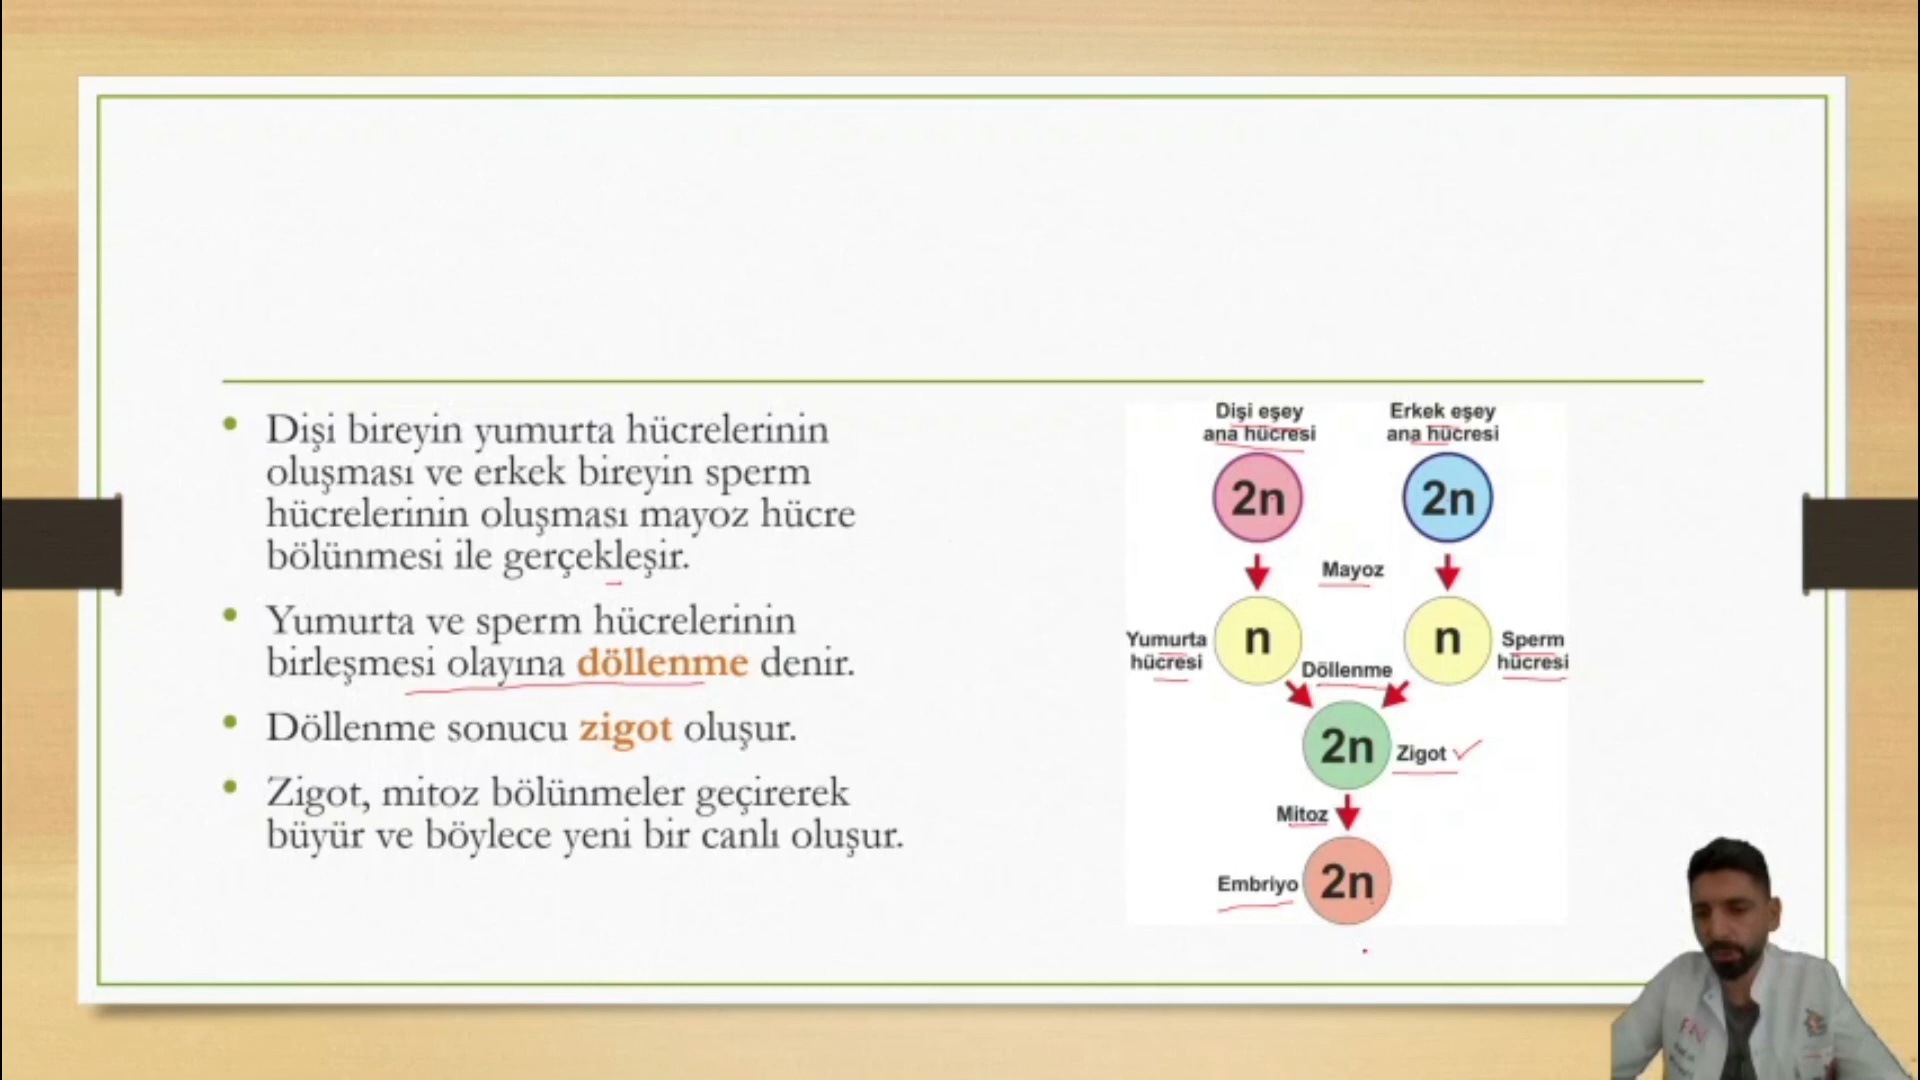 Dişi bireyin yumurta hücrelerinin
oluşması ve erkek bireyin sperm
hücrelerinin oluşması mayoz hücre
bölünmesi ile gerçekleşir.
Yumurta ve sperm hücrelerinin
birleşmesi olayına döllenme denir.
Döllenme sonucu zigot oluşur.
Zigot, mitoz bölünmeler geçirerek
büyür ve böylece yeni bir canlı oluşur.
Dişi eşey
ana hücresi
Erkek eşey
ana hücresi
2n
2n
Mayoz
Yumurta
hücresi
n
n
Sperm
hücresi
Döllenme
2n
Zigot
Mitoz
Embriyo
2n